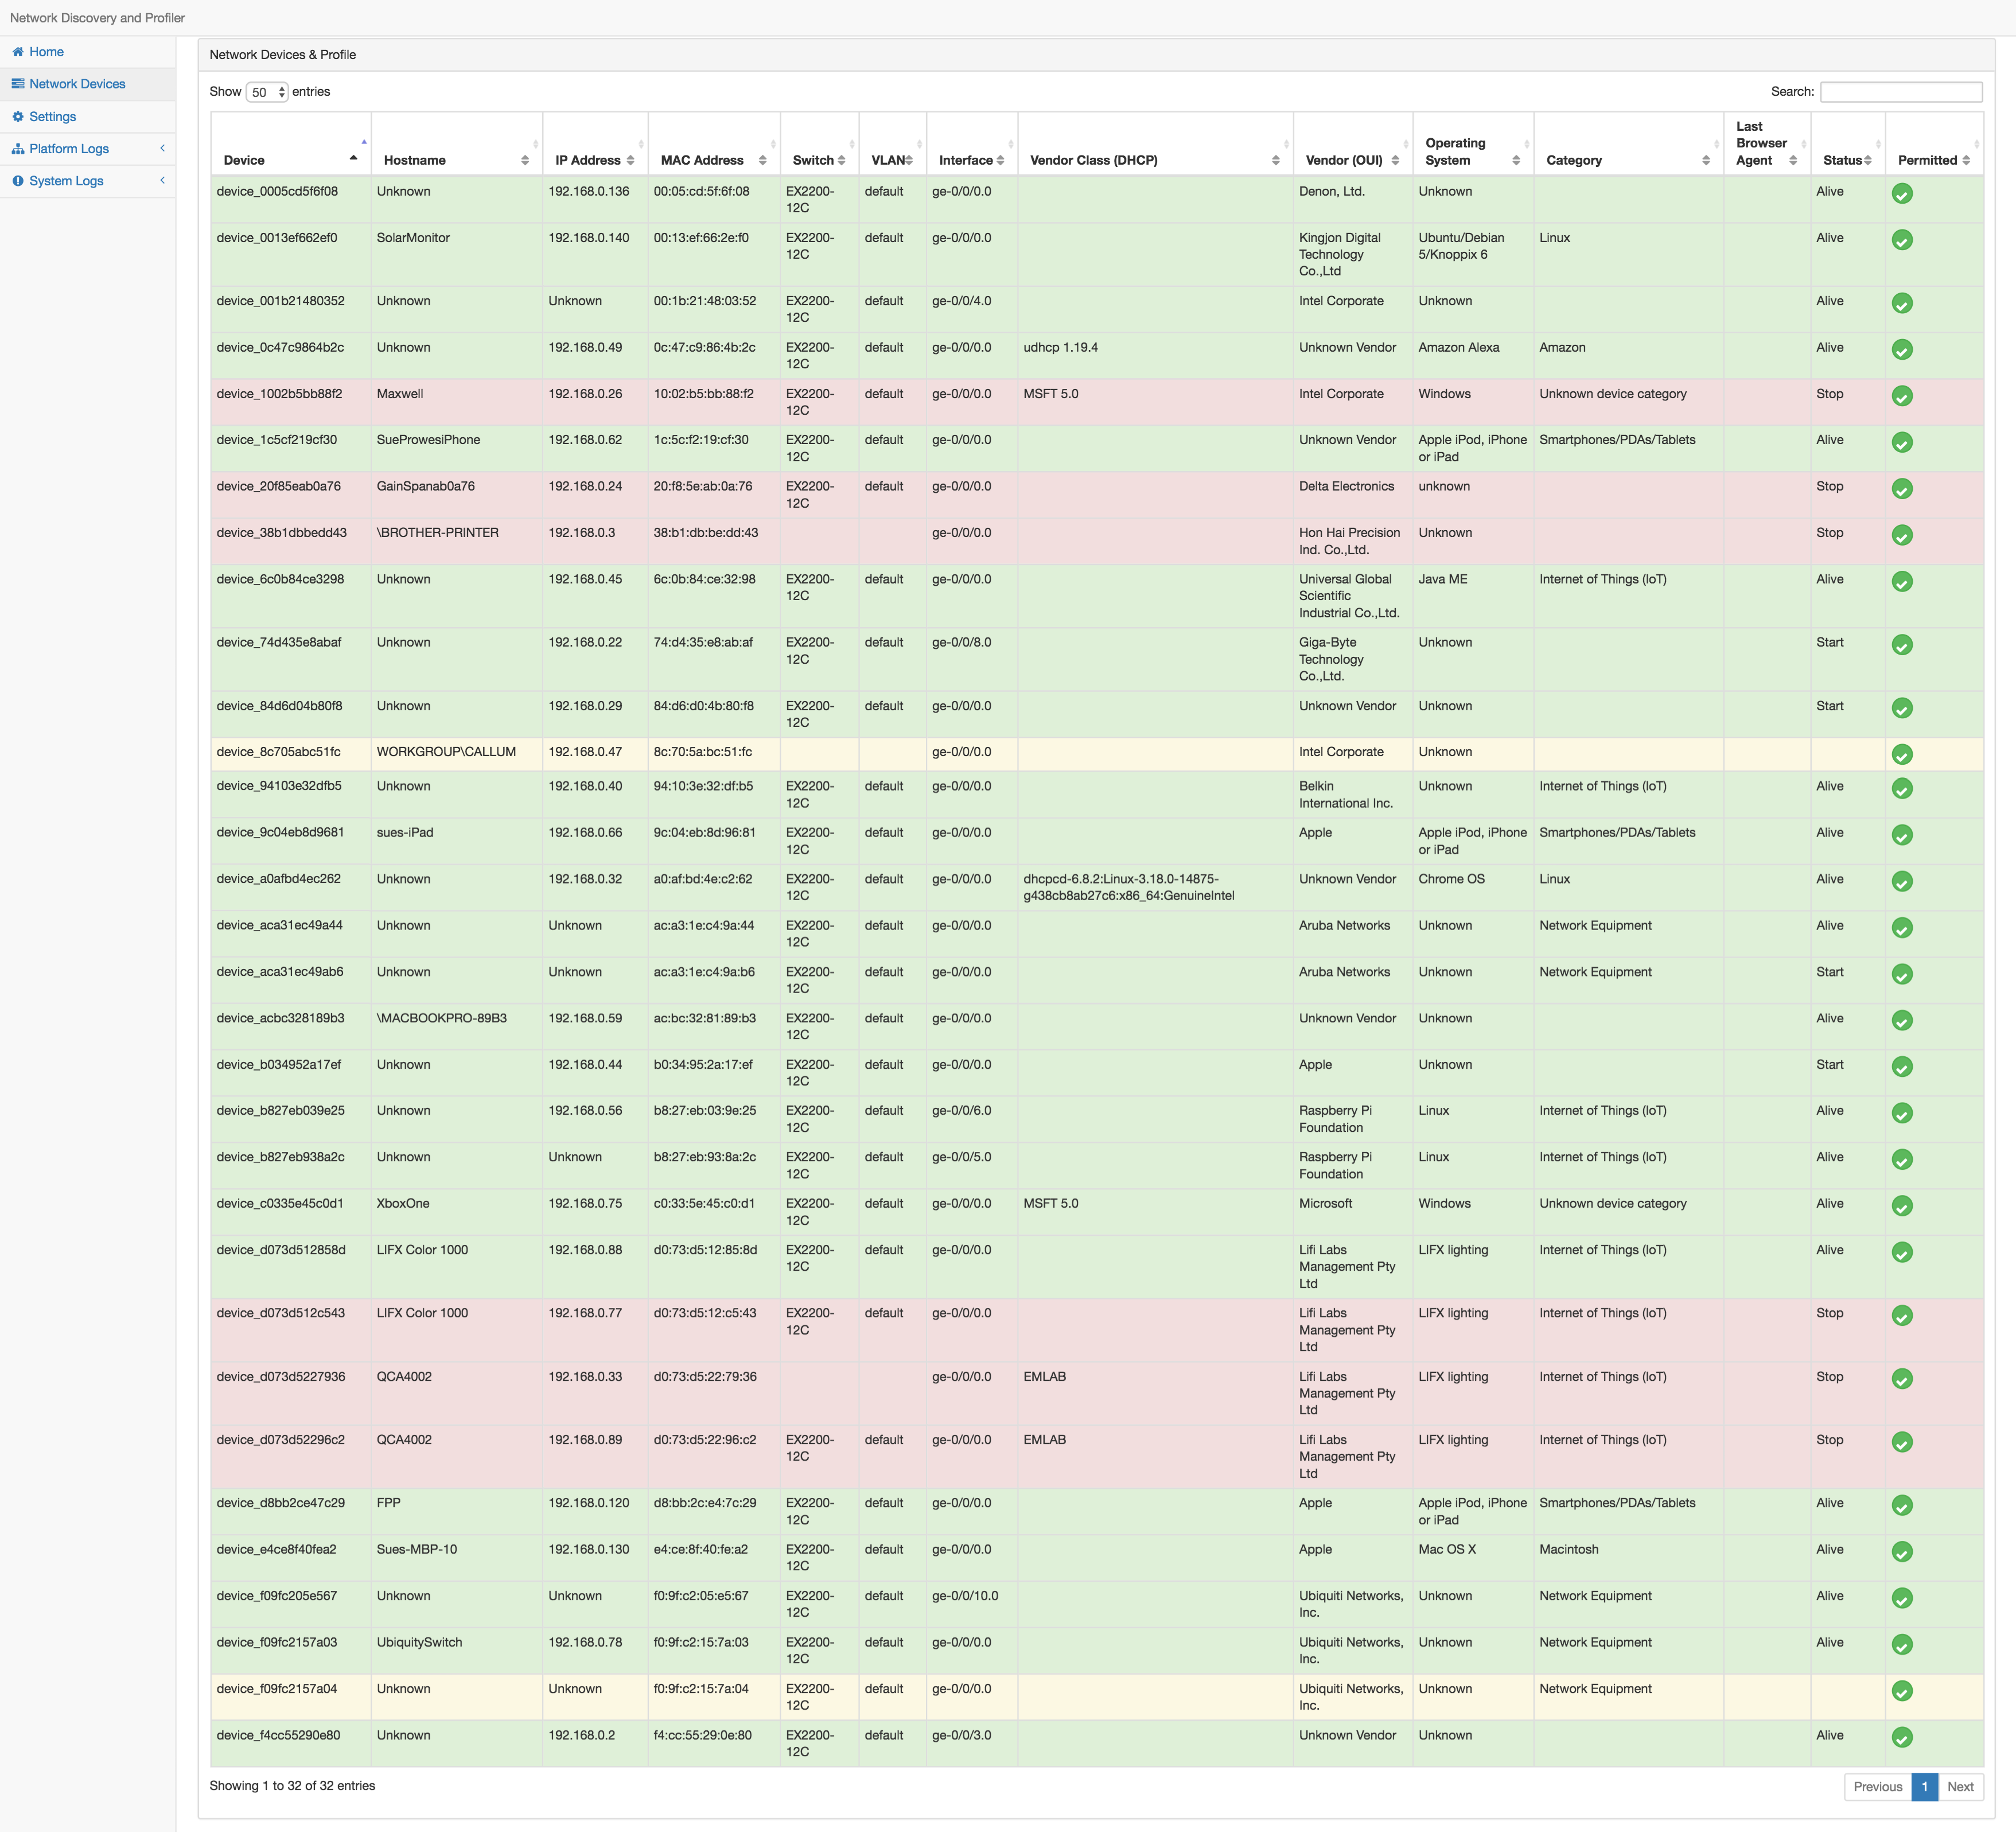 Network Discovery and Profiler
Home
Network Devices
Settings
Platform Logs
System Logs
Network Devices & Profile
Show 50 entries Search:
Device Hostname IP Address MAC Address Switch VLAN Interface Vendor Class (DHCP) Vendor (OUI) Operating System Category Last Browser Agent Status Permitted
device_0005cd5f6f08 Unknown 192.168.0.136 00:05:cd:5f:6f:08 EX2200-12C default ge-0/0/0.0 Denon, Ltd. Unknown Alive
device_0013ef662ef0 SolarMonitor 192.168.0.140 00:13:ef:66:2e:f0 EX2200-12C default ge-0/0/0.0 Kingjon Digital Technology Co.,Ltd Ubuntu/Debian 5/Knoppix 6 Linux Alive
device_001b21480352 Unknown Unknown 00:1b:21:48:03:52 EX2200-12C default ge-0/0/4.0 Intel Corporate Unknown Alive
device_0c47c9864b2c Unknown 192.168.0.49 0c:47:c9:86:4b:2c EX2200-12C default ge-0/0/0.0 udhcp 1.19.4 Unknown Vendor Amazon Alexa Amazon Alive
device_1002b5bb88f2 Maxwell 192.168.0.26 10:02:b5:bb:88:f2 EX2200-12C default ge-0/0/0.0 MSFT 5.0 Intel Corporate Windows Unknown device category Stop
device_1c5cf219cf30 SueProwesiPhone 192.168.0.62 1c:5c:f2:19:cf:30 EX2200-12C default ge-0/0/0.0 Unknown Vendor Apple iPod, iPhone or iPad Smartphones/PDAs/Tablets Alive
device_20f85eab0a76 GainSpanab0a76 192.168.0.24 20:f8:5e:ab:0a:76 EX2200-12C default ge-0/0/0.0 Delta Electronics unknown Stop
device_38b1dbbedd43 \BROTHER-PRINTER 192.168.0.3 38:b1:db:be:dd:43 ge-0/0/0.0 Hon Hai Precision Ind. Co.,Ltd. Unknown Stop
device_6c0b84ce3298 Unknown 192.168.0.45 6c:0b:84:ce:32:98 EX2200-12C default ge-0/0/0.0 Universal Global Scientific Industrial Co.,Ltd. Java ME Internet of Things (IoT) Alive
device_74d435e8abaf Unknown 192.168.0.22 74:d4:35:e8:ab:af EX2200-12C default ge-0/0/8.0 Giga-Byte Technology Co.,Ltd. Unknown Start
device_84d6d04b80f8 Unknown 192.168.0.29 84:d6:d0:4b:80:f8 EX2200-12C default ge-0/0/0.0 Unknown Vendor Unknown Start
device_8c705abc51fc WORKGROUP\CALLUM 192.168.0.47 8c:70:5a:bc:51:fc ge-0/0/0.0 Intel Corporate Unknown
device_94103e32dfb5 Unknown 192.168.0.40 94:10:3e:32:df:b5 EX2200-12C default ge-0/0/0.0 Belkin International Inc. Unknown Internet of Things (IoT) Alive
device_9c04eb8d9681 sues-iPad 192.168.0.66 9c:04:eb:8d:96:81 EX2200-12C default ge-0/0/0.0 Apple Apple iPod, iPhone or iPad Smartphones/PDAs/Tablets Alive
device_a0afbd4ec262 Unknown 192.168.0.32 a0:af:bd:4e:c2:62 EX2200-12C default ge-0/0/0.0 dhcpcd-6.8.2:Linux-3.18.0-14875-g438cb8ab27c6:x86_64:GenuineIntel Unknown Vendor Chrome OS Linux Alive
device_aca31ec49a44 Unknown Unknown ac:a3:1e:c4:9a:44 EX2200-12C default ge-0/0/0.0 Aruba Networks Unknown Network Equipment Alive
device_aca31ec49ab6 Unknown Unknown ac:a3:1e:c4:9a:b6 EX2200-12C default ge-0/0/0.0 Aruba Networks Unknown Network Equipment Start
device_acbc328189b3 \MACBOOKPRO-89B3 192.168.0.59 ac:bc:32:81:89:b3 EX2200-12C default ge-0/0/0.0 Unknown Vendor Unknown Alive
device_b034952a17ef Unknown 192.168.0.44 b0:34:95:2a:17:ef EX2200-12C default ge-0/0/0.0 Apple Unknown Start
device_b827eb039e25 Unknown 192.168.0.56 b8:27:eb:03:9e:25 EX2200-12C default ge-0/0/6.0 Raspberry Pi Foundation Linux Internet of Things (IoT) Alive
device_b827eb938a2c Unknown Unknown b8:27:eb:93:8a:2c EX2200-12C default ge-0/0/5.0 Raspberry Pi Foundation Linux Internet of Things (IoT) Alive
device_c0335e45c0d1 XboxOne 192.168.0.75 c0:33:5e:45:c0:d1 EX2200-12C default ge-0/0/0.0 MSFT 5.0 Microsoft Windows Unknown device category Alive
device_d073d512858d LIFX Color 1000 192.168.0.88 d0:73:d5:12:85:8d EX2200-12C default ge-0/0/0.0 Lifi Labs Management Pty Ltd LIFX lighting Internet of Things (IoT) Alive
device_d073d512c543 LIFX Color 1000 192.168.0.77 d0:73:d5:12:c5:43 EX2200-12C default ge-0/0/0.0 Lifi Labs Management Pty Ltd LIFX lighting Internet of Things (IoT) Stop
device_d073d5227936 QCA4002 192.168.0.33 d0:73:d5:22:79:36 ge-0/0/0.0 EMLAB Lifi Labs Management Pty Ltd LIFX lighting Internet of Things (IoT) Stop
device_d073d52296c2 QCA4002 192.168.0.89 d0:73:d5:22:96:c2 EX2200-12C default ge-0/0/0.0 EMLAB Lifi Labs Management Pty Ltd LIFX lighting Internet of Things (IoT) Stop
device_d8bb2ce47c29 FPP 192.168.0.120 d8:bb:2c:e4:7c:29 EX2200-12C default ge-0/0/0.0 Apple Apple iPod, iPhone or iPad Smartphones/PDAs/Tablets Alive
device_e4ce8f40fea2 Sues-MBP-10 192.168.0.130 e4:ce:8f:40:fe:a2 EX2200-12C default ge-0/0/0.0 Apple Mac OS X Macintosh Alive
device_f09fc205e567 Unknown Unknown f0:9f:c2:05:e5:67 EX2200-12C default ge-0/0/10.0 Ubiquiti Networks, Inc. Unknown Network Equipment Alive
device_f09fc2157a03 UbiquitySwitch 192.168.0.78 f0:9f:c2:15:7a:03 EX2200-12C default ge-0/0/0.0 Ubiquiti Networks, Inc. Unknown Network Equipment Alive
device_f09fc2157a04 Unknown Unknown f0:9f:c2:15:7a:04 EX2200-12C default ge-0/0/0.0 Ubiquiti Networks, Inc. Unknown Network Equipment
device_f4cc55290e80 Unknown 192.168.0.2 f4:cc:55:29:0e:80 EX2200-12C default ge-0/0/3.0 Unknown Vendor Unknown Alive
Showing 1 to 32 of 32 entries Previous 1 Next